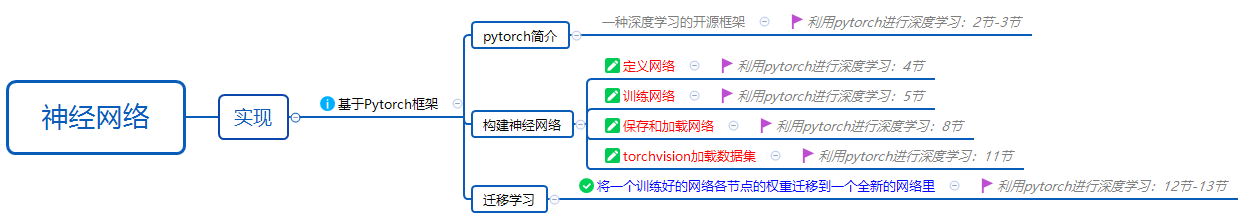 神经网络
实现
基于Pytorch框架
pytorch简介
一种深度学习的开源框架
利用pytorch进行深度学习：2节-3节
构建神经网络
定义网络
利用pytorch进行深度学习：4节
训练网络
利用pytorch进行深度学习：5节
保存和加载网络
利用pytorch进行深度学习：8节
torchvision加载数据集
利用pytorch进行深度学习：11节
迁移学习
将一个训练好的网络各节点的权重迁移到一个全新的网络里
利用pytorch进行深度学习：12节-13节